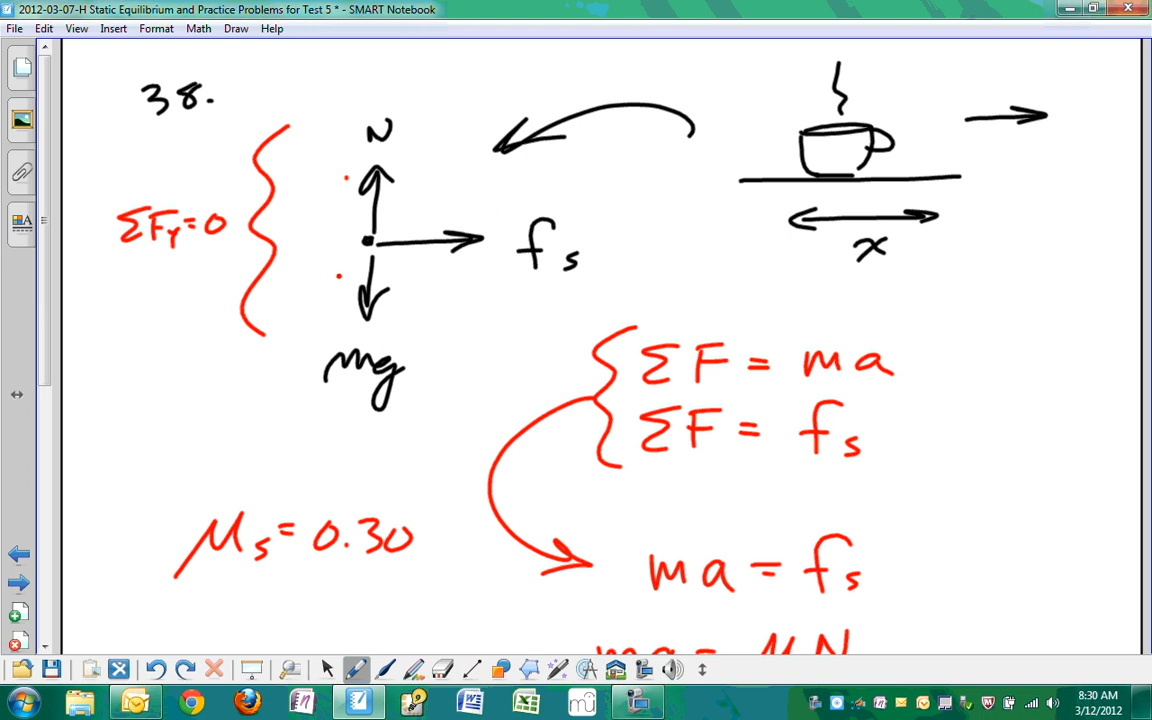 2012-03-07-H Static Equilibrium and Practice Problems for Test 5 * - SMART Notebook
File Edit View Insert Format Math Draw Help
38.
N
ΣFy=0
fs
x
mg
ΣF = ma
ΣF = fs
μs=0.30
ma = fs
ma = μN
8:30 AM
3/12/2012